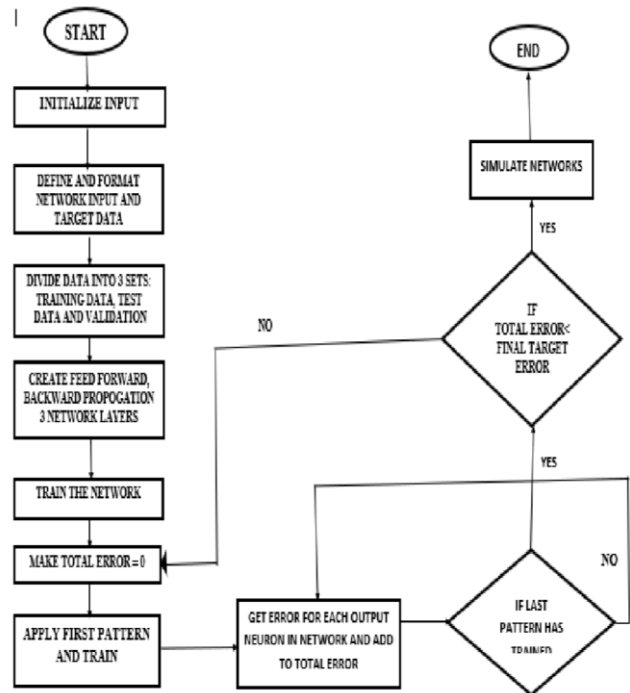 START
INITIALIZE INPUT
DEFINE AND FORMAT
NETWORK INPUT AND
TARGET DATA
DIVIDE DATA INTO 3 SETS:
TRAINING DATA, TEST
DATA AND VALIDATION
CREATE FEED FORWARD,
BACKWARD PROPOGATION
3 NETWORK LAYERS
TRAIN THE NETWORK
MAKE TOTAL ERROR = 0
APPLY FIRST PATTERN
AND TRAIN
GET ERROR FOR EACH OUTPUT
NEURON IN NETWORK AND ADD
TO TOTAL ERROR
IF LAST
PATTERN HAS
TRAINED
NO
YES
IF
TOTAL ERROR<
FINAL TARGET
ERROR
NO
YES
SIMULATE NETWORKS
END